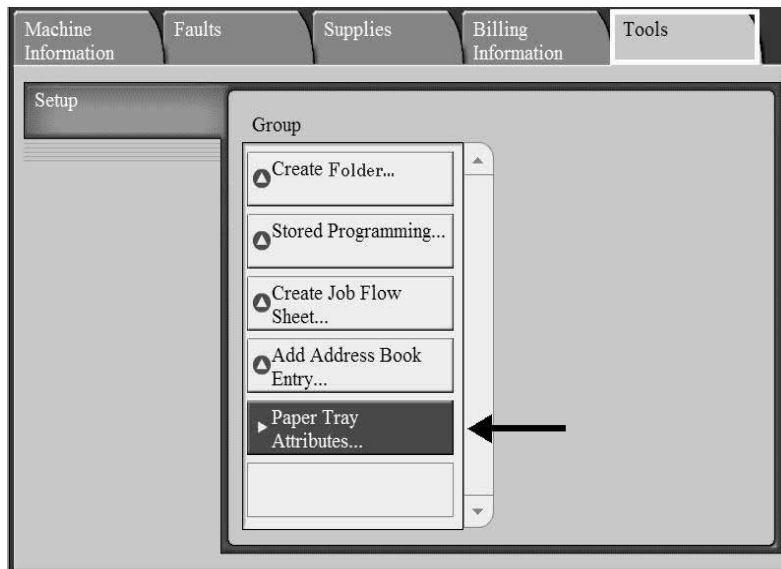 Machine
Information
Faults
Supplies
Billing
Information
Tools
Setup
Group
Create Folder...
Stored Programming...
Create Job Flow
Sheet...
Add Address Book
Entry...
Paper Tray
Attributes...